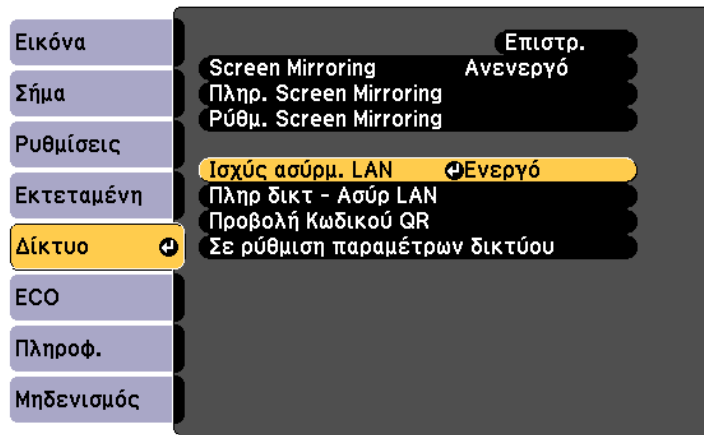 Εικόνα
Σήμα
Ρυθμίσεις
Εκτεταμένη
Δίκτυο
ECO
Πληροφ.
Μηδενισμός
Επιστρ.
Screen Mirroring Ανενεργό
Πληρ. Screen Mirroring
Ρύθμ. Screen Mirroring
Ισχύς ασύρμ. LAN Ενεργό
Πληρ δικτ - Ασύρ LAN
Προβολή Κωδικού QR
Σε ρύθμιση παραμέτρων δικτύου